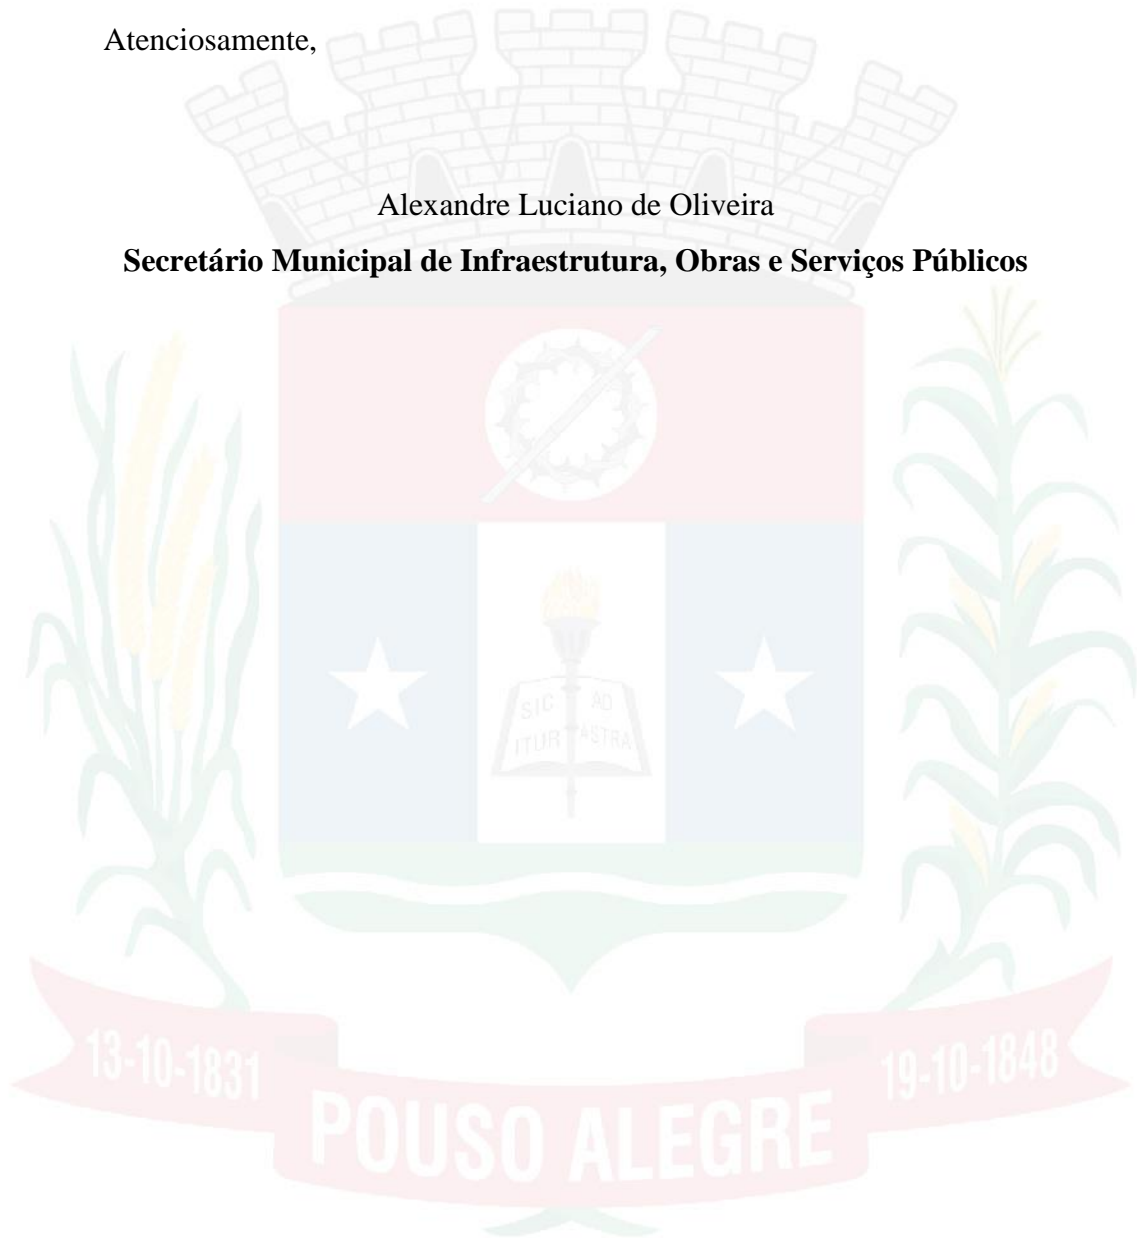 Atenciosamente,
Alexandre Luciano de Oliveira
Secretário Municipal de Infraestrutura, Obras e Serviços Públicos
SIC AD
ITUR ASTRA
13-10-1831
19-10-1848
POUSO ALEGRE